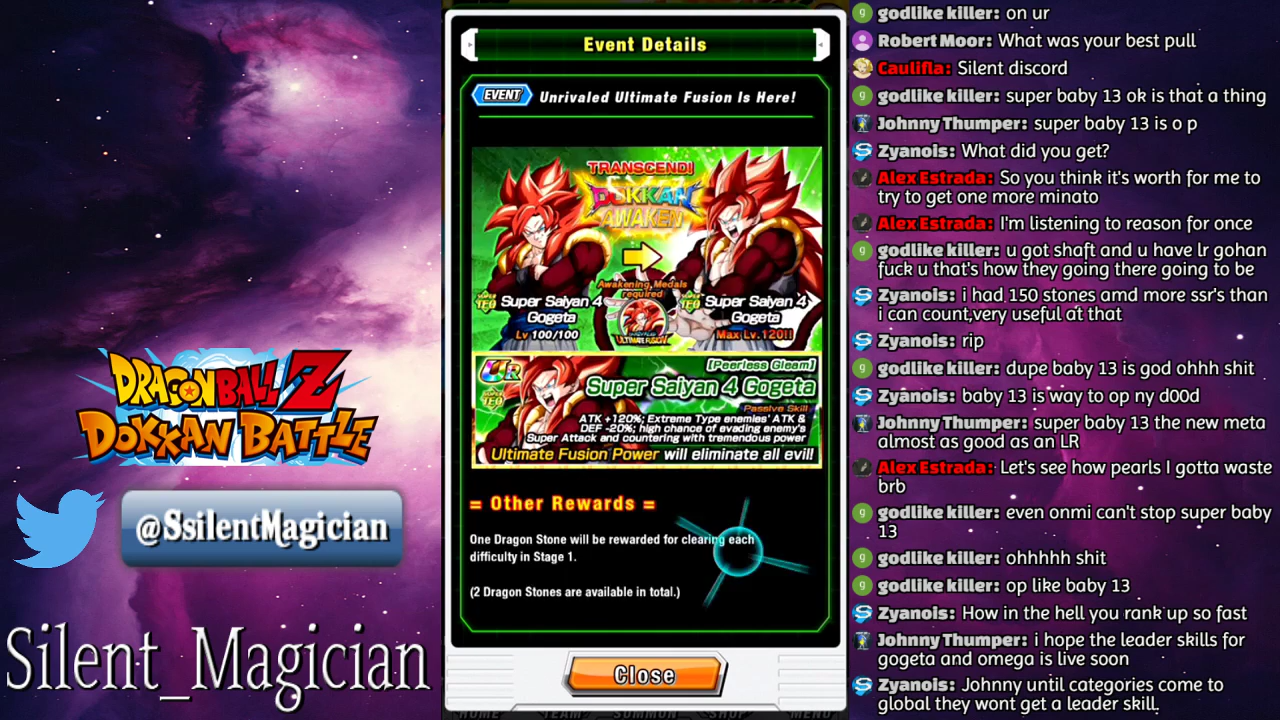 Event Details
EVENT Unrivaled Ultimate Fusion Is Here!
TRANSCEND!
DOKKAN
AWAKEN
Awakening Medals
required
SUPER TEQ Super Saiyan 4
Gogeta
Lv 100/100
ULTIMATE FUSION
SUPER TEQ Super Saiyan 4
Gogeta
Max Lv.120!!
UR
[Peerless Gleam]
SUPER TEQ Super Saiyan 4 Gogeta
Passive Skill
ATK +120%; Extreme Type enemies' ATK &
DEF -20%; high chance of evading enemy's
Super Attack and countering with tremendous power
Ultimate Fusion Power will eliminate all evil!
= Other Rewards =
One Dragon Stone will be rewarded for clearing each
difficulty in Stage 1.
(2 Dragon Stones are available in total.)
Close
HOME TEAM SUMMON SHOP MENU
DRAGON BALL Z
DOKKAN BATTLE
@SsilentMagician
Silent_Magician
godlike killer: on ur
Robert Moor: What was your best pull
Caulifla: Silent discord
godlike killer: super baby 13 ok is that a thing
Johnny Thumper: super baby 13 is o p
Zyanois: What did you get?
Alex Estrada: So you think it's worth for me to
try to get one more minato
Alex Estrada: I'm listening to reason for once
godlike killer: u got shaft and u have lr gohan
fuck u that's how they going there going to be
Zyanois: i had 150 stones amd more ssr's than
i can count,very useful at that
Zyanois: rip
godlike killer: dupe baby 13 is god ohhh shit
Zyanois: baby 13 is way to op ny d00d
Johnny Thumper: super baby 13 the new meta
almost as good as an LR
Alex Estrada: Let's see how pearls I gotta waste
brb
godlike killer: even onmi can't stop super baby
13
godlike killer: ohhhhh shit
godlike killer: op like baby 13
Zyanois: How in the hell you rank up so fast
Johnny Thumper: i hope the leader skills for
gogeta and omega is live soon
Zyanois: Johnny until categories come to
global they wont get a leader skill.